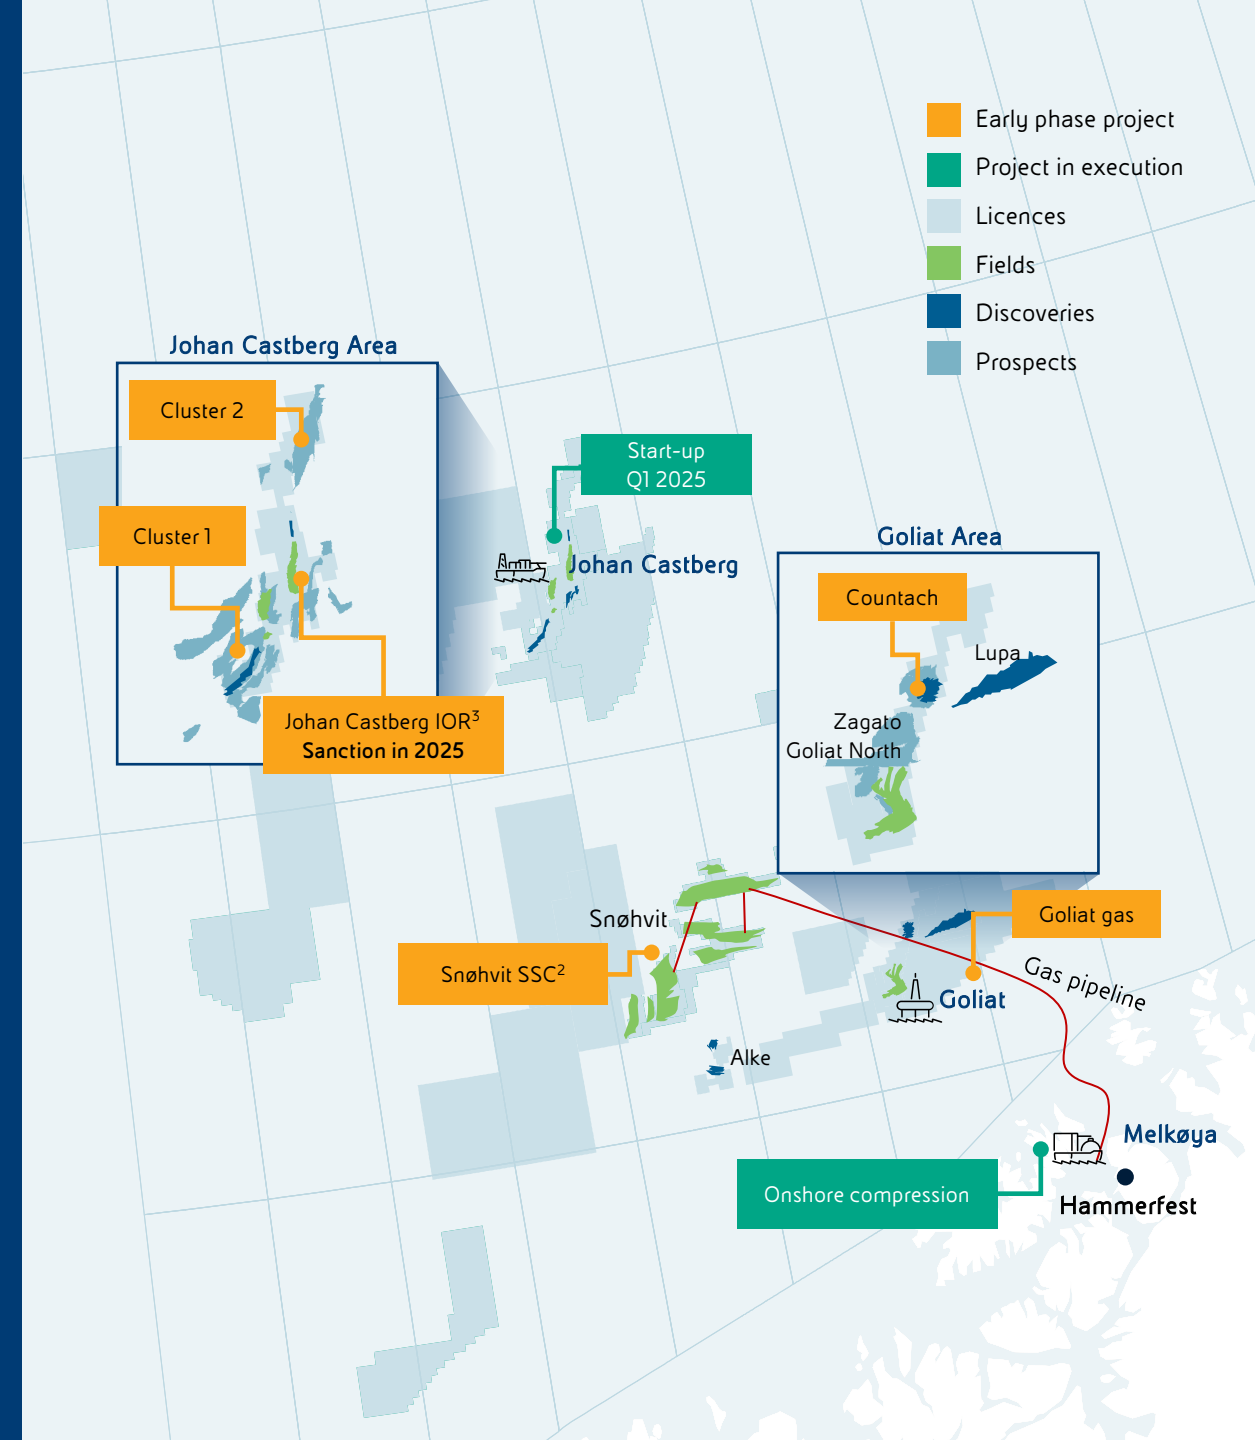 Early phase project
Project in execution
Licences
Fields
Discoveries
Prospects
Johan Castberg Area
Cluster 2
Cluster 1
Johan Castberg IOR³
Sanction in 2025
Start-up
Q1 2025
Johan Castberg
Goliat Area
Countach
Lupa
Zagato
Goliat North
Snøhvit
Snøhvit SSC²
Goliat gas
Gas pipeline
Goliat
Alke
Melkøya
Onshore compression
Hammerfest